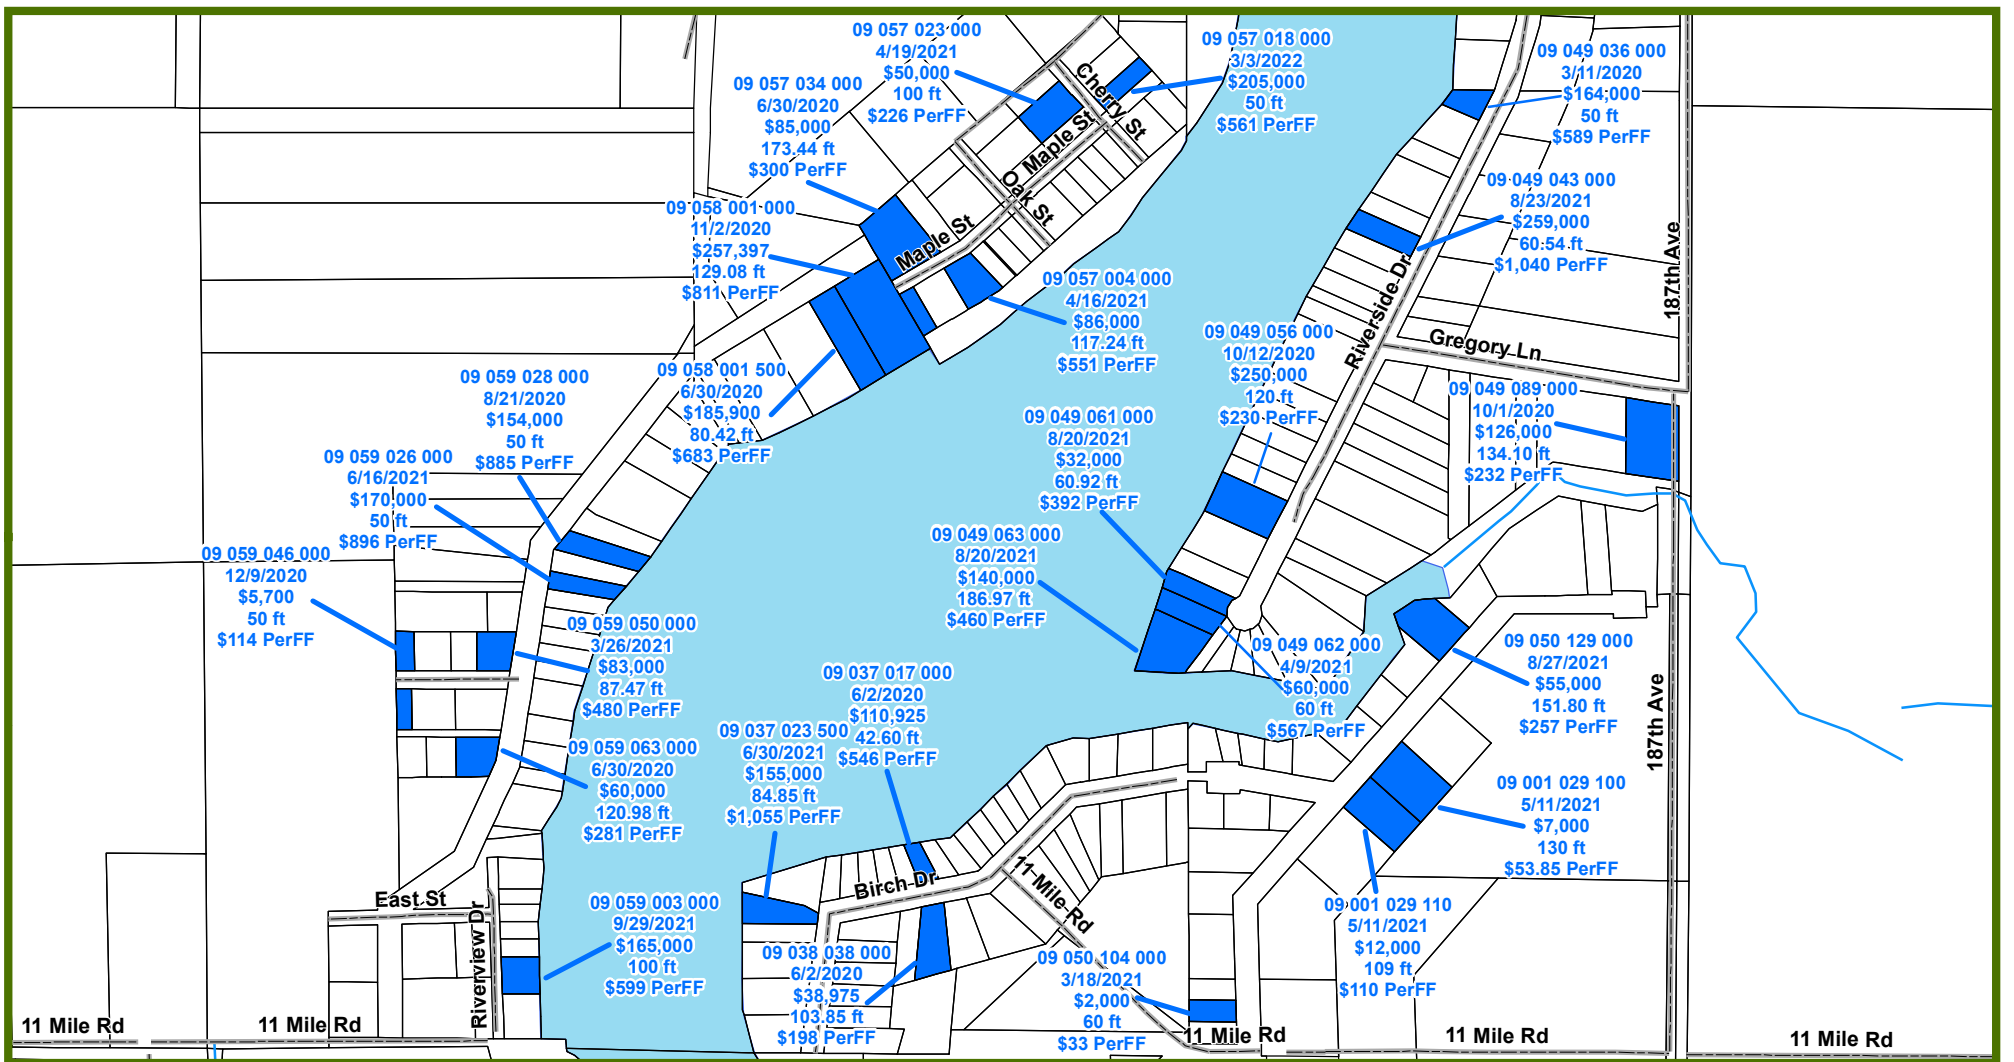 09 057 023 000
4/19/2021
$50,000
100 ft
$226 PerFF
09 057 018 000
3/3/2022
$205,000
50 ft
$561 PerFF
09 049 036 000
3/11/2020
$164,000
50 ft
$589 PerFF
09 057 034 000
6/30/2020
$85,000
173.44 ft
$300 PerFF
Cherry St
Maple St
Oak St
Maple St
09 058 001 000
11/2/2020
$257,397
129.08 ft
$811 PerFF
09 049 043 000
8/23/2021
$259,000
60.54 ft
$1,040 PerFF
187th Ave
09 057 004 000
4/16/2021
$86,000
117.24 ft
$551 PerFF
Riverside Dr
Gregory Ln
09 049 056 000
10/12/2020
$250,000
120 ft
$230 PerFF
09 058 001 500
6/30/2020
$185,900
80.42 ft
$683 PerFF
09 059 028 000
8/21/2020
$154,000
50 ft
$885 PerFF
09 049 089 000
10/1/2020
$126,000
134.10 ft
$232 PerFF
09 049 061 000
8/20/2021
$32,000
60.92 ft
$392 PerFF
09 059 026 000
6/16/2021
$170,000
50 ft
$896 PerFF
09 049 063 000
8/20/2021
$140,000
186.97 ft
$460 PerFF
09 059 046 000
12/9/2020
$5,700
50 ft
$114 PerFF
09 059 050 000
3/26/2021
$83,000
87.47 ft
$480 PerFF
09 049 062 000
4/9/2021
$60,000
60 ft
$567 PerFF
09 050 129 000
8/27/2021
$55,000
151.80 ft
$257 PerFF
187th Ave
09 037 017 000
6/2/2020
$110,925
42.60 ft
$546 PerFF
09 037 023 500
6/30/2021
$155,000
84.85 ft
$1,055 PerFF
09 059 063 000
6/30/2020
$60,000
120.98 ft
$281 PerFF
09 001 029 100
5/11/2021
$7,000
130 ft
$53.85 PerFF
Birch Dr
11 Mile Rd
East St
Riverview Dr
09 059 003 000
9/29/2021
$165,000
100 ft
$599 PerFF
09 001 029 110
5/11/2021
$12,000
109 ft
$110 PerFF
09 038 038 000
6/2/2020
$38,975
103.85 ft
$198 PerFF
09 050 104 000
3/18/2021
$2,000
60 ft
$33 PerFF
11 Mile Rd
11 Mile Rd
11 Mile Rd
11 Mile Rd
11 Mile Rd